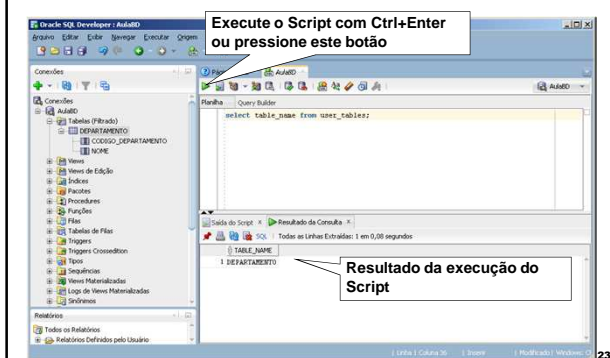 Oracle SQL Developer : AulaBD
Arquivo Editar Exibir Navegar Executar Origem
Execute o Script com Ctrl+Enter
ou pressione este botão
Conexões
AulaBD
AulaBD
Planilha Query Builder
select table_name from user_tables;
Conexões
AulaBD
Tabelas (Filtrado)
DEPARTAMENTO
CODIGO_DEPARTAMENTO
NOME
Views
Views de Edição
Índices
Pacotes
Procedures
Funções
Filas
Tabelas de Filas
Triggers
Triggers Crossedition
Tipos
Sequências
Views Materializadas
Logs de Views Materializadas
Sinônimos
Saída do Script x Resultado da Consulta x
SQL | Todas as Linhas Extraídas: 1 em 0,08 segundos
TABLE_NAME
1 DEPARTAMENTO
Resultado da execução do
Script
Relatórios
Todos os Relatórios
Relatórios Definidos pelo Usuário
Linha 1 Coluna 36 | Inserir | Modificado | Windows:
23